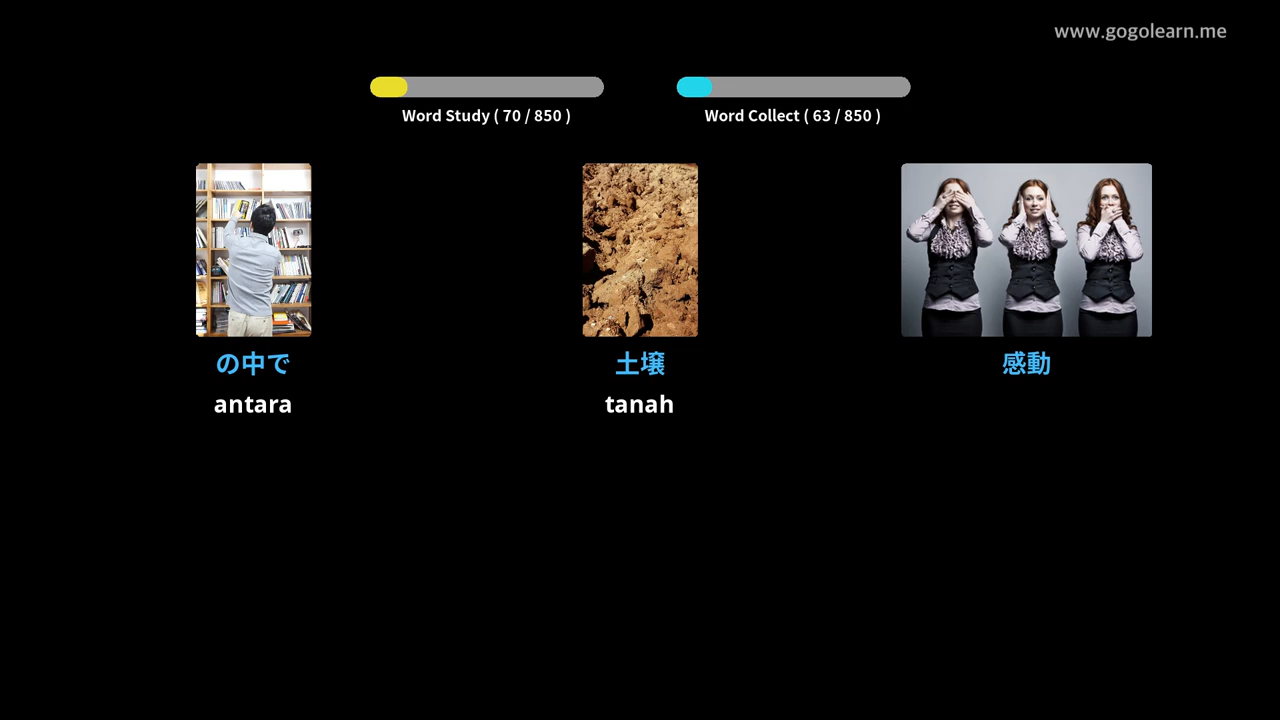 www.gogolearn.me
Word Study ( 70 / 850 )
Word Collect ( 63 / 850 )
の中で
土壌
感動
antara
tanah